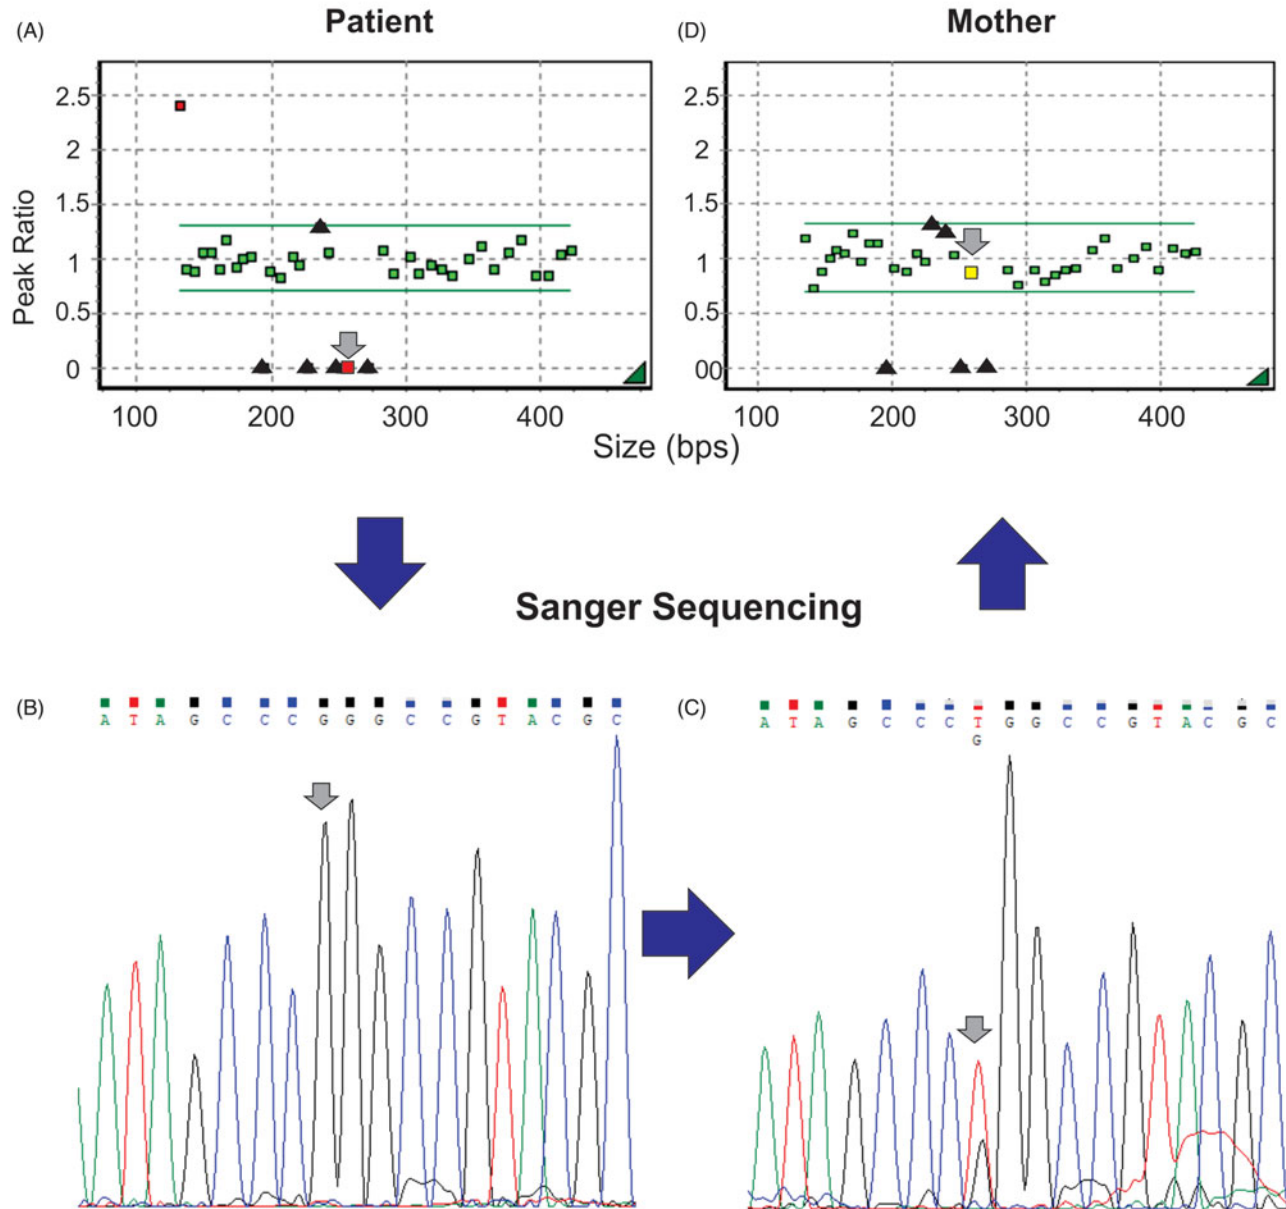 (A) Patient (D) Mother
2.5 2.5
2 2
1.5 1.5
1 1
0.5 0.5
0 00
Peak Ratio
100 200 300 400 100 200 300 400
Size (bps)
Sanger Sequencing
(B) (C)
A T A G C C C G G G C C G T A C G C A T A G C C C T G G C C G T A C G C
G